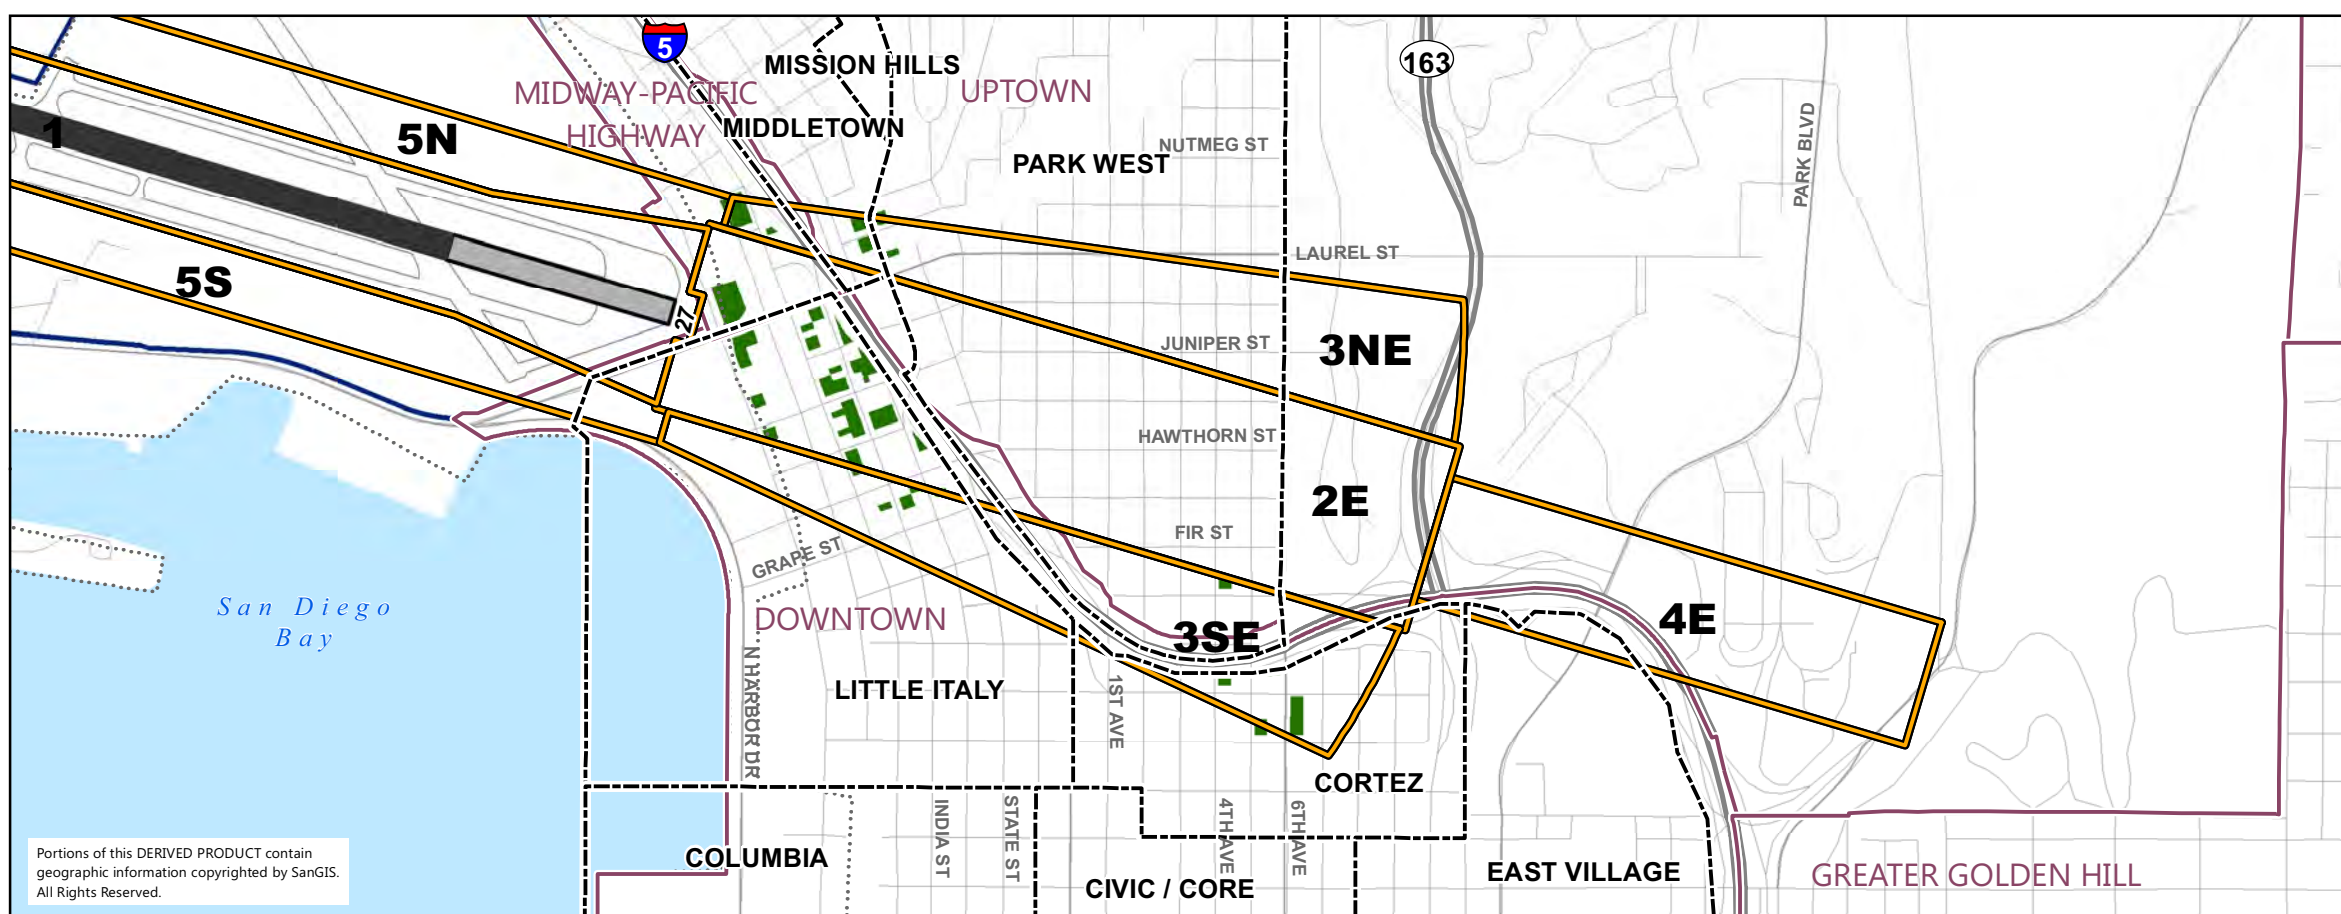 5
163
MISSION HILLS
MIDWAY-PACIFIC
HIGHWAY
UPTOWN
MIDDLETOWN
1
5N
PARK WEST
NUTMEG ST
PARK BLVD
LAUREL ST
5S
27
JUNIPER ST
3NE
HAWTHORN ST
2E
FIR ST
GRAPE ST
San Diego
Bay
DOWNTOWN
3SE
4E
N HARBOR DR
LITTLE ITALY
1ST AVE
CORTEZ
INDIA ST
STATE ST
4TH AVE
6TH AVE
COLUMBIA
CIVIC / CORE
EAST VILLAGE
GREATER GOLDEN HILL
Portions of this DERIVED PRODUCT contain
geographic information copyrighted by SanGIS.
All Rights Reserved.